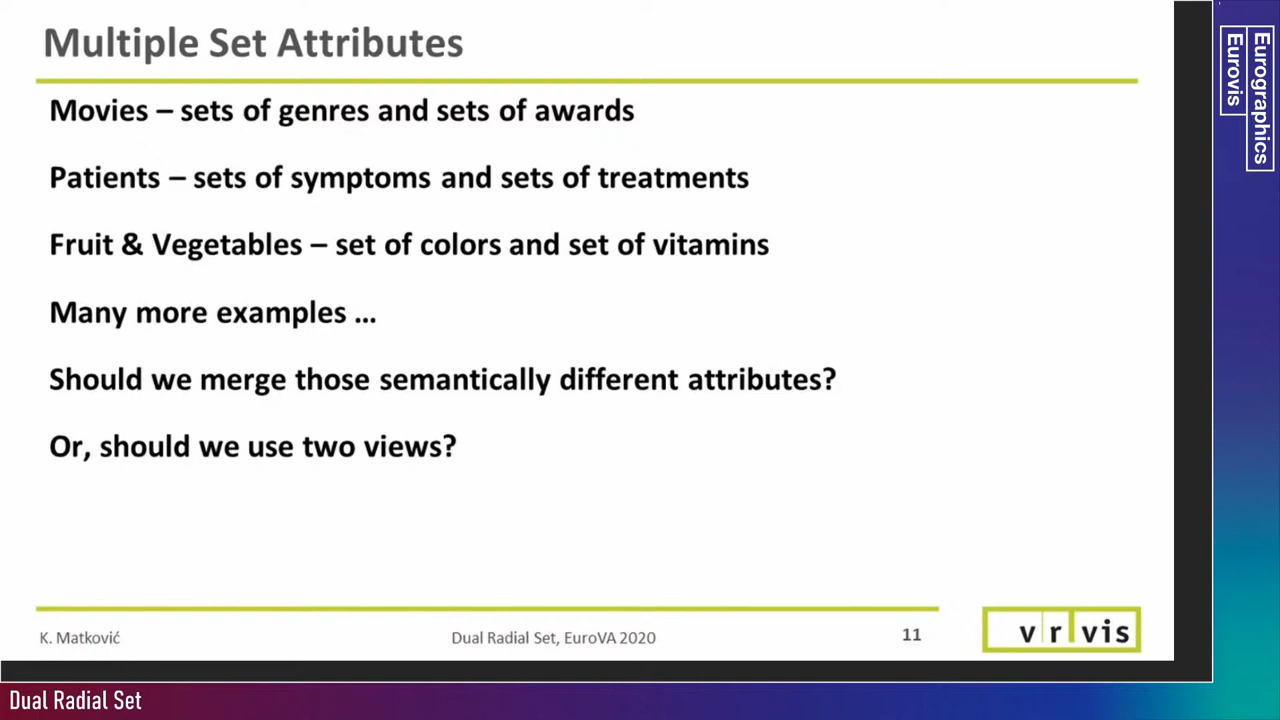 Multiple Set Attributes
Movies – sets of genres and sets of awards
Patients – sets of symptoms and sets of treatments
Fruit & Vegetables – set of colors and set of vitamins
Many more examples ...
Should we merge those semantically different attributes?
Or, should we use two views?
K. Matković
Dual Radial Set, EuroVA 2020
11
vrvis
Eurographics
Eurovis
Dual Radial Set